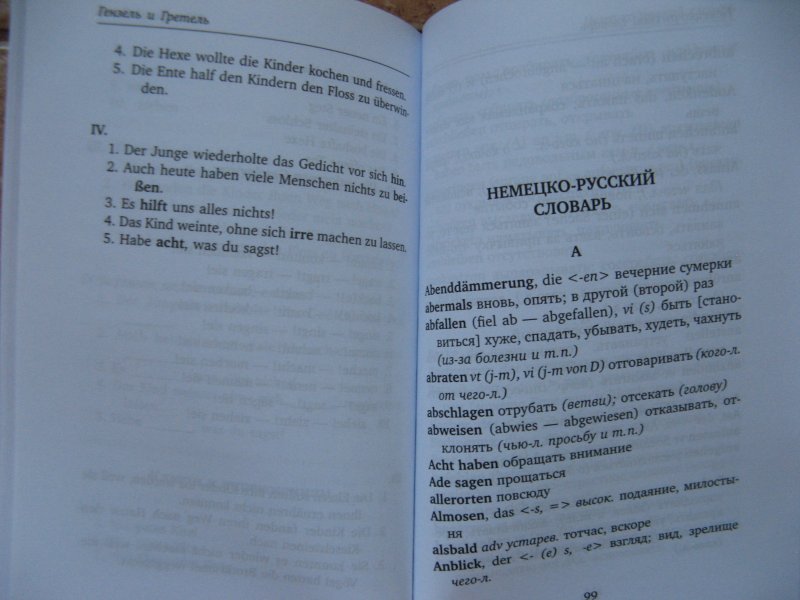 Гензель и Гретель
4. Die Hexe wollte die Kinder kochen und fressen.
5. Die Ente half den Kindern den Floss zu überwin-
den.
IV.
1. Der Junge wiederholte das Gedicht vor sich hin.
2. Auch heute haben viele Menschen nichts zu bei-
ßen.
3. Es hilft uns alles nichts!
4. Das Kind weinte, ohne sich irre machen zu lassen.
5. Habe acht, was du sagst!
НЕМЕЦКО-РУССКИЙ
СЛОВАРЬ
A
Abenddämmerung, die <-en> вечерние сумерки
abermals вновь, опять; в другой (второй) раз
abfallen (fiel ab — abgefallen), vi (s) быть [стано-
виться] хуже, спадать, убывать, худеть, чахнуть
(из-за болезни и т.п.)
abraten vt (j-m), vi (j-m von D) отговаривать (кого-л.
от чего-л.)
abschlagen отрубать (ветви); отсекать (голову)
abweisen (abwies — abgewiesen) отказывать, от-
клонять (чью-л. просьбу и т.п.)
Acht haben обращать внимание
Ade sagen прощаться
allerorten повсюду
Almosen, das <-s, => высок. подаяние, милосты-
ня
alsbald adv устарев. тотчас, вскоре
Anblick, der <- (e) s, -e> взгляд; вид, зрелище
чего-л.
99